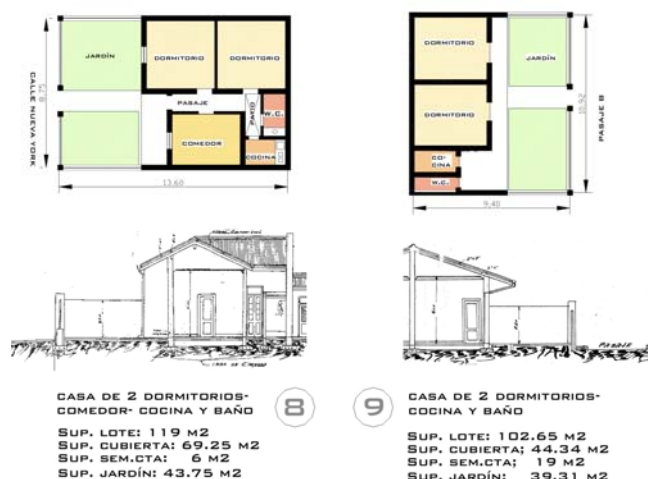 JARDÍN
DORMITORIO
DORMITORIO
CALLE NUEVA YORK
8.75
PASAJE
PATIO
W.C.
COMEDOR
COCINA
13.60
DORMITORIO
JARDÍN
DORMITORIO
10.92
PASAJE B
CO-
CINA
W.C.
9.40
CASA DE 2 DORMITORIOS-
COMEDOR- COCINA Y BAÑO
8
SUP. LOTE: 119 M2
SUP. CUBIERTA: 69.25 M2
SUP. SEM.CTA: 6 M2
SUP. JARDÍN: 43.75 M2
9
CASA DE 2 DORMITORIOS-
COCINA Y BAÑO
SUP. LOTE: 102.65 M2
SUP. CUBIERTA; 44.34 M2
SUP. SEM.CTA; 19 M2
SUP. JARDÍN: 39.31 M2